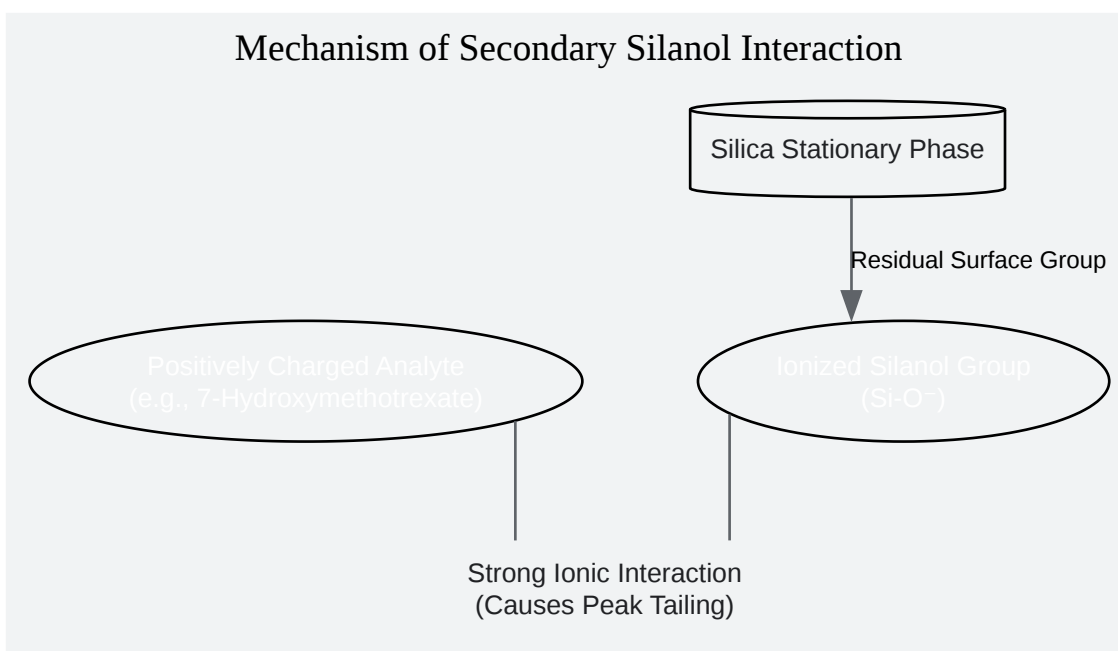 Mechanism of Secondary Silanol Interaction
Silica Stationary Phase
Residual Surface Group
Positively Charged Analyte
(e.g., 7-Hydroxymethotrexate)
Ionized Silanol Group
(Si-O⁻)
Strong Ionic Interaction
(Causes Peak Tailing)